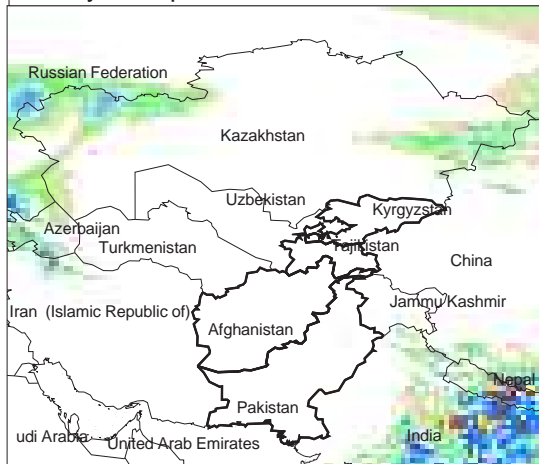 Russian Federation
Kazakhstan
Uzbekistan
Kyrgyzstan
Azerbaijan
Turkmenistan
Tajikistan
China
Iran (Islamic Republic of)
Jammu Kashmir
Afghanistan
Nepal
Pakistan
udi Arabia
United Arab Emirates
India